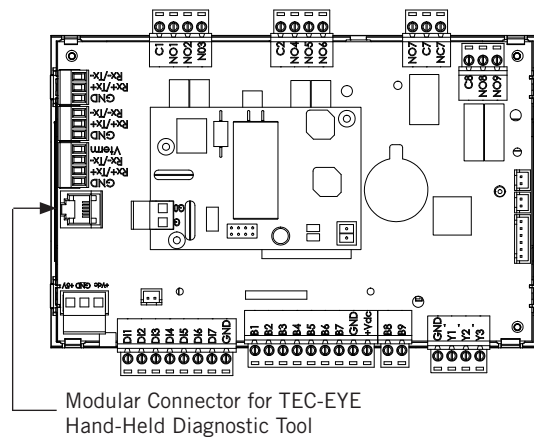 C1 NO1 NO2 NO3
C2 NO4 NO5 NO6
NO7 C7 NC7
C8 NO8 NO9
Rx-/Tx-
Rx+/Tx+
GND
Rx-/Tx-
Rx+/Tx+
GND
VTerm
Rx-/Tx-
Rx+/Tx+
GND
G G0
+5V GND +Vdc
DI1 DI2 DI3 DI4 DI5 DI6 DI7 GND
B1 B2 B3 B4 B5 B6 B7 GND +Vdc
B8 B9
GND Y1 Y2 Y3
Modular Connector for TEC-EYE
Hand-Held Diagnostic Tool